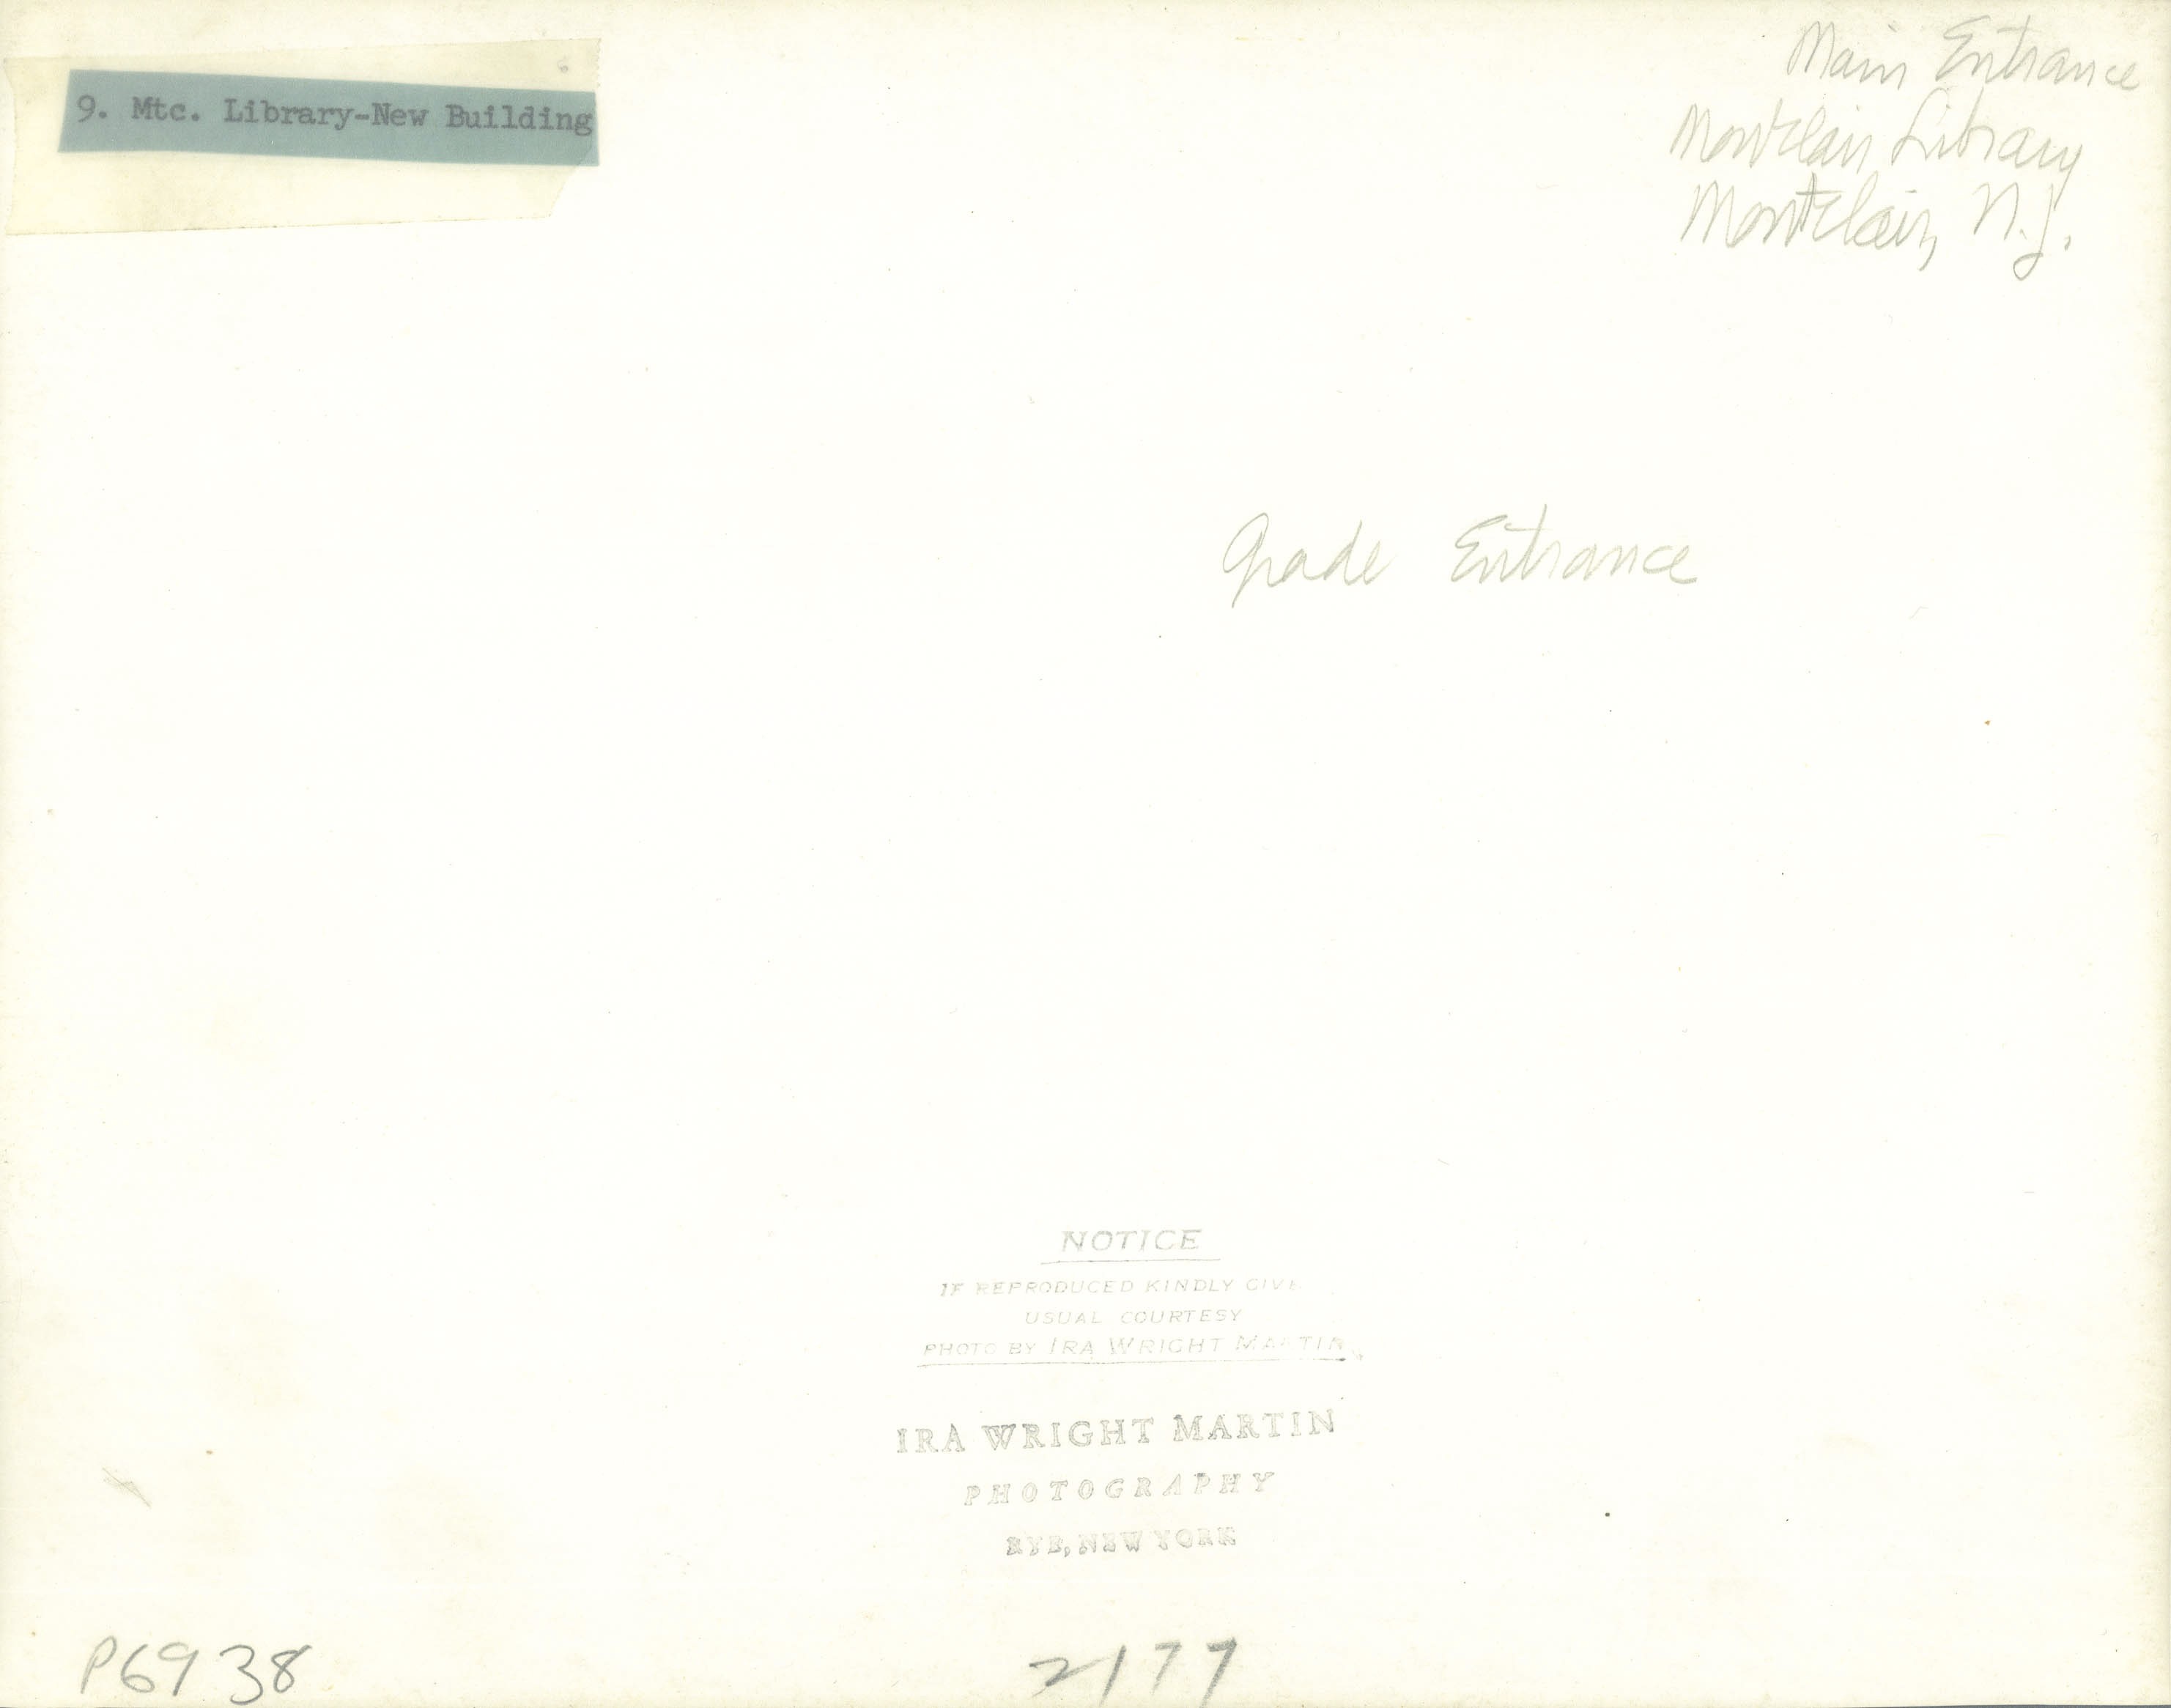 9. Mtc. Library-New Building
Main Entrance
Montclair Library
Montclair, N.J.
Grade Entrance
NOTICE
IF REPRODUCED KINDLY GIVE
USUAL COURTESY
PHOTO BY IRA WRIGHT MARTIN
IRA WRIGHT MARTIN
PHOTOGRAPHY
RYE, NEW YORK
P6938
2177